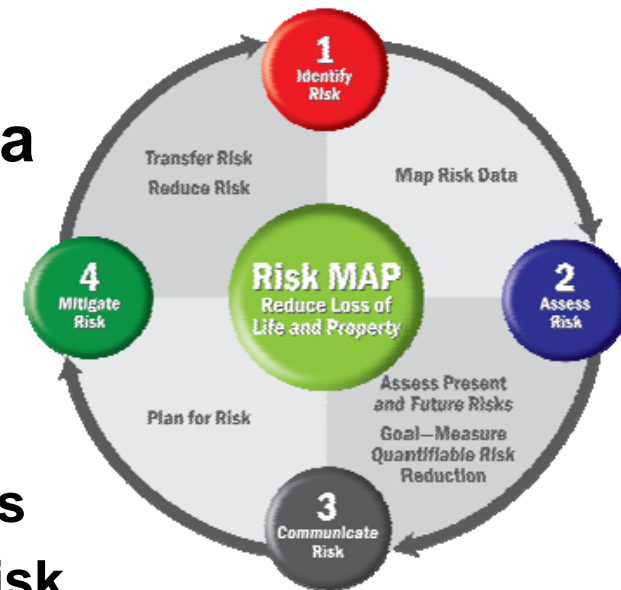 a
1
Identify
Risk
Transfer Risk
Reduce Risk
Map Risk Data
4
Mitigate
Risk
Risk MAP
Reduce Loss of
Life and Property
2
Assess
Risk
Assess Present
and Future Risks
Goal—Measure
Quantifiable Risk
Reduction
Plan for Risk
3
Communicate
Risk
s
isk